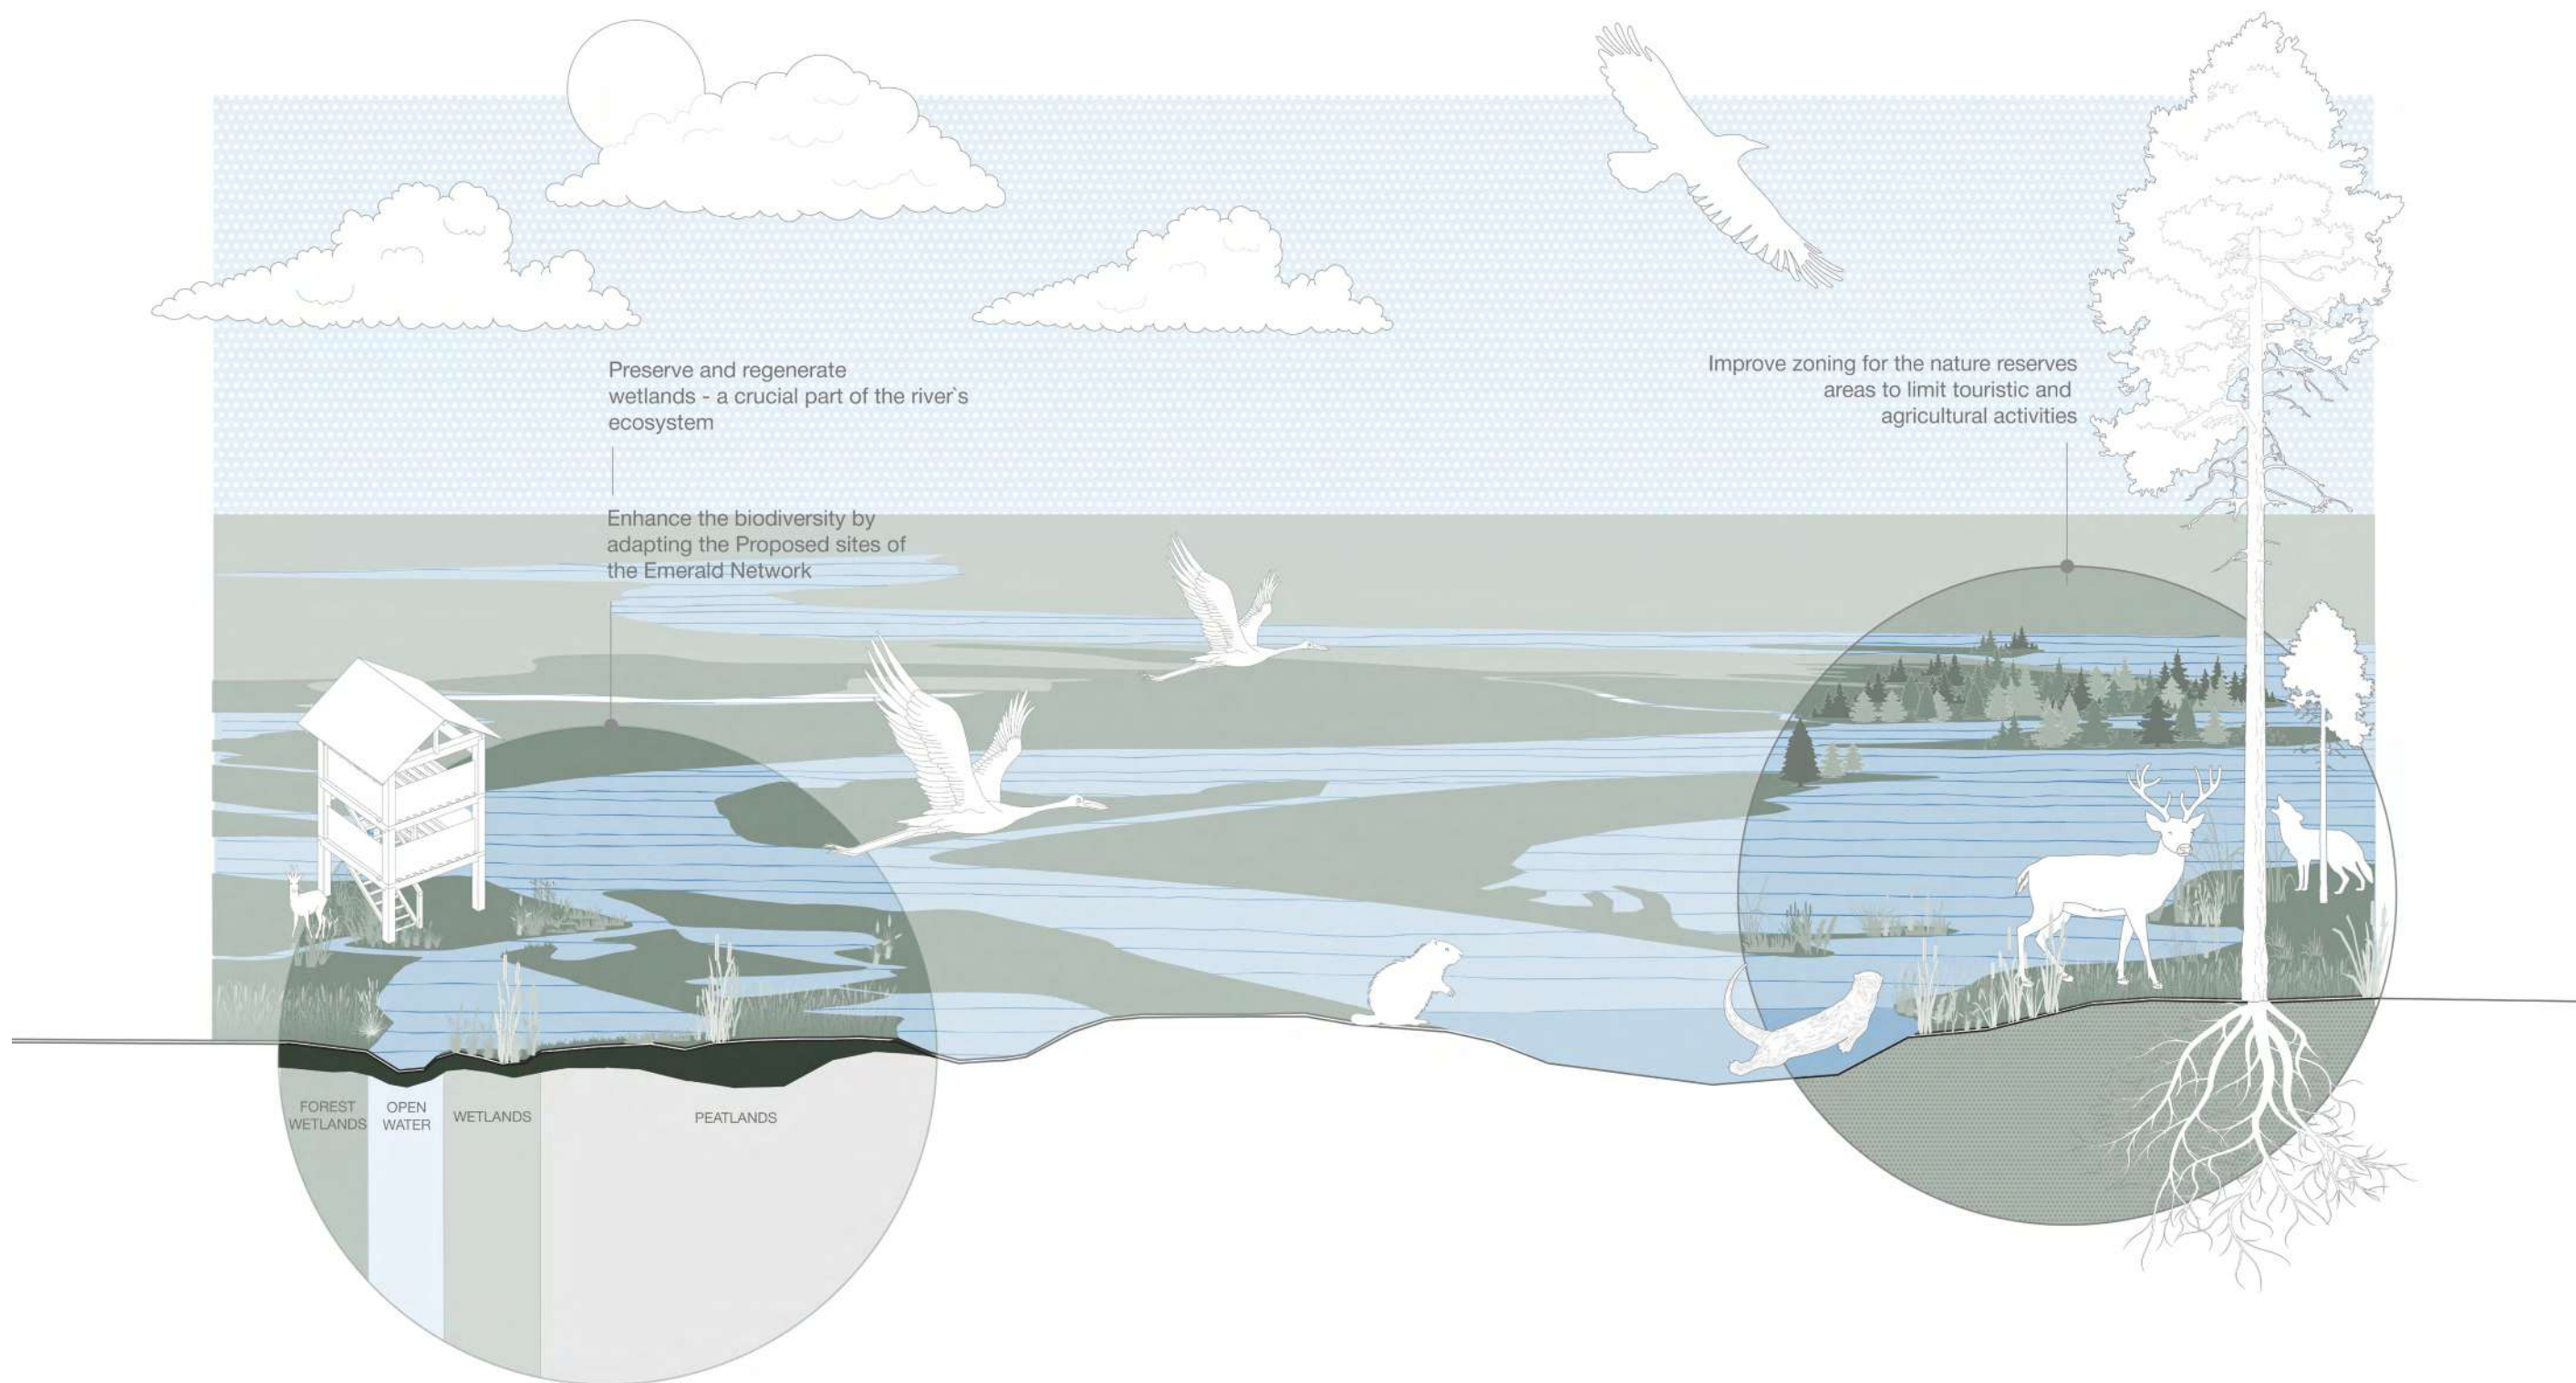 Preserve and regenerate
wetlands - a crucial part of the river`s
ecosystem
Enhance the biodiversity by
adapting the Proposed sites of
the Emerald Network
Improve zoning for the nature reserves
areas to limit touristic and
agricultural activities
FOREST
WETLANDS
OPEN
WATER
WETLANDS
PEATLANDS